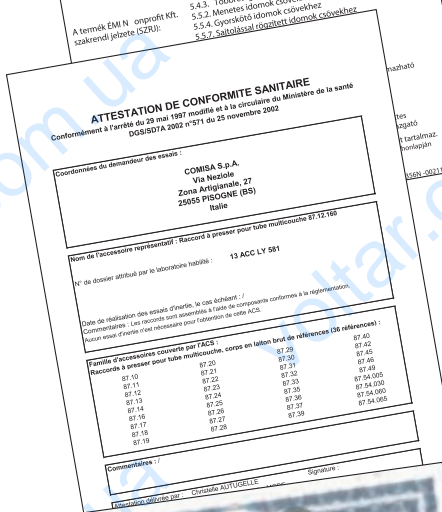 5.4.3.
A termék ÉMI N onprofit Kft.
szakrendi jelzete (SZRJ):
5.5.2. Menetes idomok
5.5.4. Gyorskötő idomok csövekhez
5.5.7. Sajtolással rögzített idomok csövekhez
ATTESTATION DE CONFORMITE SANITAIRE
Conformément à l'arrêté du 29 mai 1997 modifié et à la circulaire du Ministère de la santé
DGS/SD7A 2002 n°571 du 25 novembre 2002
Coordonnées du demandeur des essais :
COMISA S.p.A.
Via Neziole
Zona Artigianale, 27
25055 PISOGNE (BS)
Italie
Nom de l'accessoire représentatif : Raccord à presser pour tube multicouche 87.12.160
N° de dossier attribué par le laboratoire habilité : 13 ACC LY 581
Date de réalisation des essais d'inertie, le cas échéant : /
Commentaires : Les raccords sont assemblés à l'aide de composants conformes à la réglementation.
Aucun essai d'inertie n'est nécessaire pour l'obtention de cette ACS.
Famille d'accessoires couverte par l'ACS :
Raccords à presser pour tube multicouche, corps en laiton brut de références (36 références) :
87.10 87.20 87.29 87.40
87.11 87.21 87.30 87.42
87.12 87.22 87.31 87.45
87.13 87.23 87.32 87.46
87.14 87.24 87.33 87.49
87.16 87.25 87.35 87.54.005
87.17 87.26 87.36 87.54.030
87.18 87.27 87.37 87.54.060
87.19 87.28 87.39 87.54.065
Commentaires : /
Attestation délivrée par : Christelle AUTUGELLE Signature :
t tartalmaz.
honlapján
com.ua
voltar.
ua